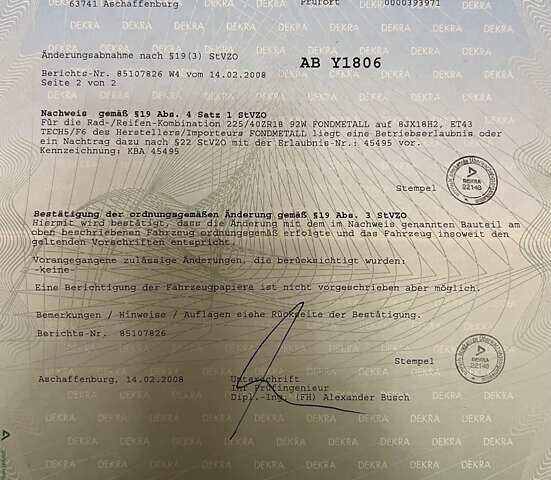 63741 Aschaffenburg
Prüfort 0000393971
Änderungsabnahme nach §19(3) StVZO
AB Y1806
Berichts-Nr. 85107826 W4 vom 14.02.2008
Seite 2 von 2
Nachweis gemäß §19 Abs. 4 Satz 1 StVZO
Für die Rad-/Reifen-Kombination 225/40ZR18 92W FONDMETALL auf 8JX18H2, ET43
TECHS/F6 des Herstellers/Importeurs FONDMETALL liegt eine Betriebserlaubnis oder
ein Nachtrag dazu nach §22 StVZO mit der Erlaubnis-Nr.: 45495 vor.
Kennzeichnung: KBA 45495
Stempel
DEKRA
22148
Bestätigung der ordnungsgemäßen Änderung gemäß §19 Abs. 3 StVZO
Hiermit wird bestätigt, dass die Änderung mit dem im Nachweis genannten Bauteil am
oben beschriebenen Fahrzeug ordnungsgemäß erfolgte und das Fahrzeug insoweit den
geltenden Vorschriften entspricht.
Vorangegangene zulässige Änderungen, die berücksichtigt wurden:
-keine-
Eine Berichtigung der Fahrzeugpapiere ist nicht vorgeschrieben aber möglich.
Bemerkungen / Hinweise / Auflagen siehe Rückseite der Bestätigung.
Berichts-Nr. 85107826
Stempel
DEKRA
22148
Aschaffenburg, 14.02.2008
Unterschrift
Ihr Prüfingenieur
Dipl.-Ing. (FH) Alexander Busch